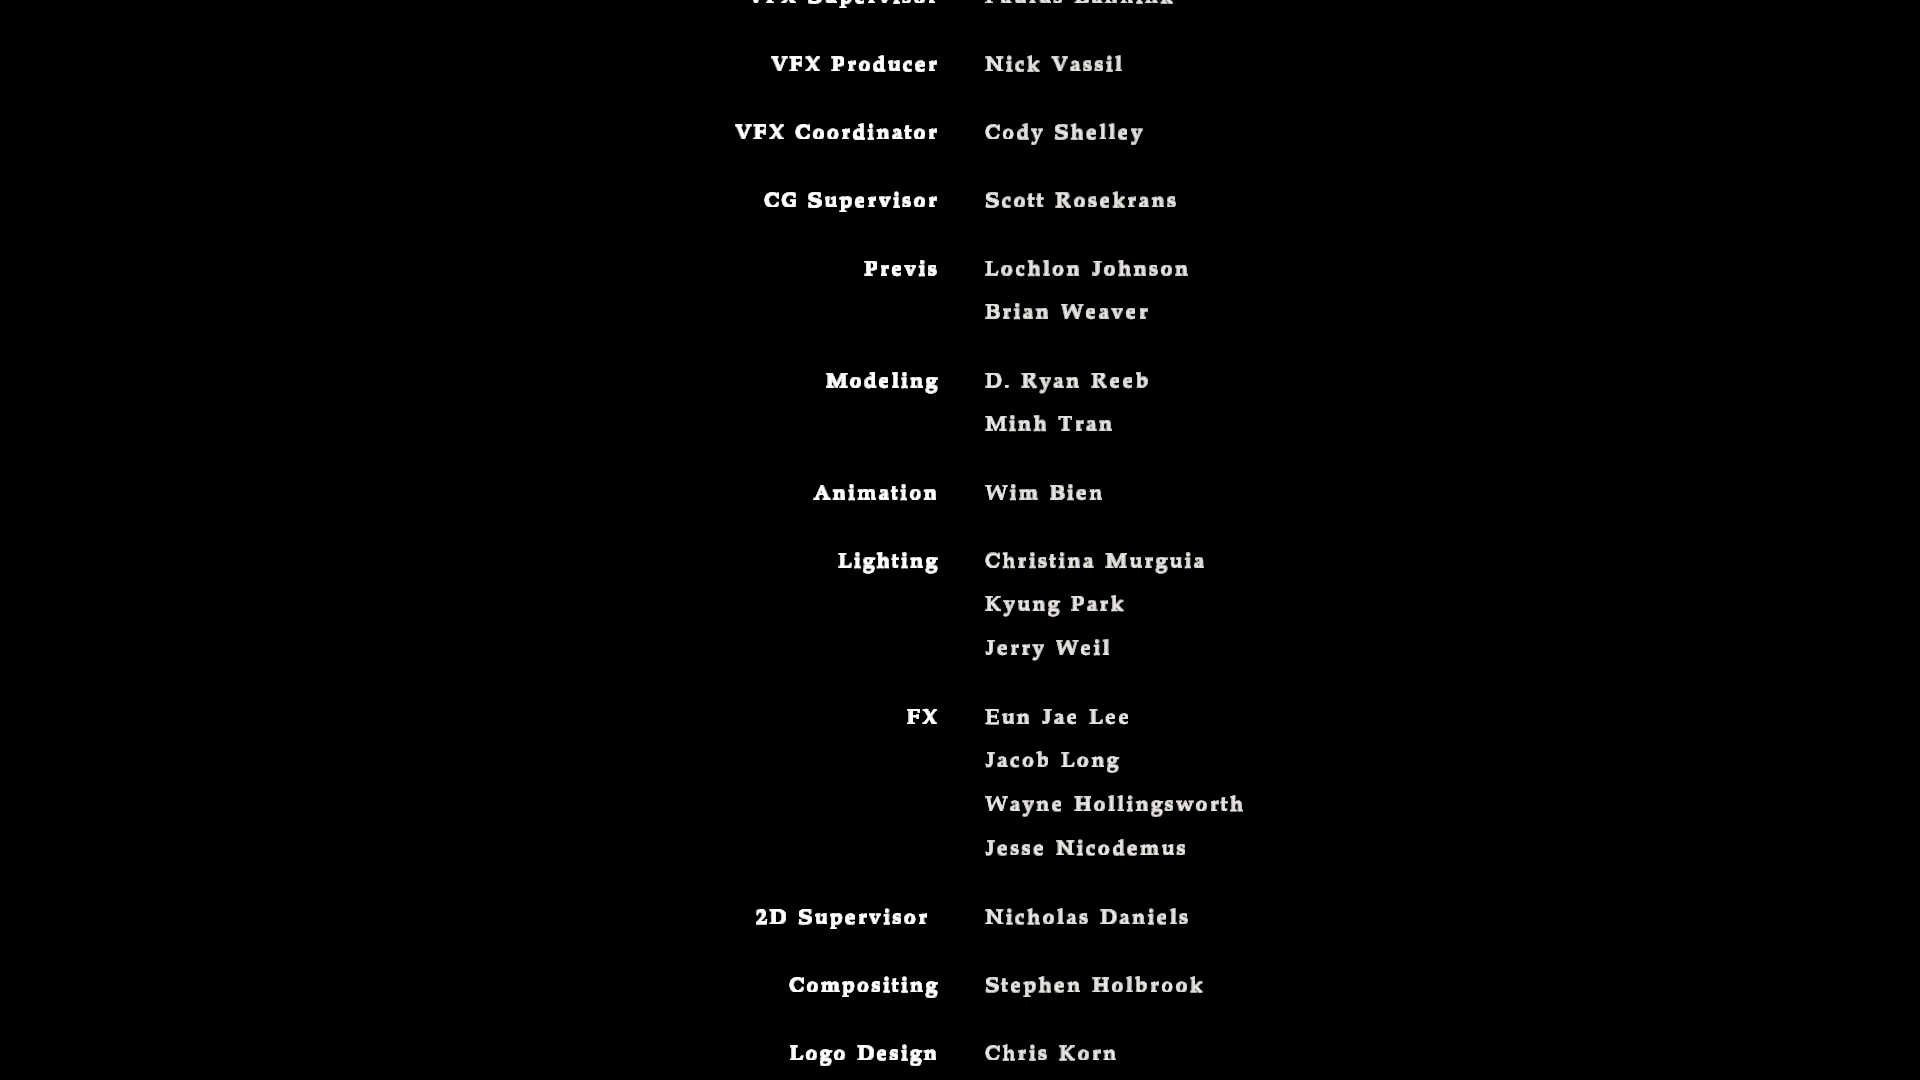 VFX Supervisor
VFX Producer Nick Vassil
VFX Coordinator Cody Shelley
CG Supervisor Scott Rosekrans
Previs Lochlon Johnson
Brian Weaver
Modeling D. Ryan Reeb
Minh Tran
Animation Wim Bien
Lighting Christina Murguia
Kyung Park
Jerry Weil
FX Eun Jae Lee
Jacob Long
Wayne Hollingsworth
Jesse Nicodemus
2D Supervisor Nicholas Daniels
Compositing Stephen Holbrook
Logo Design Chris Korn